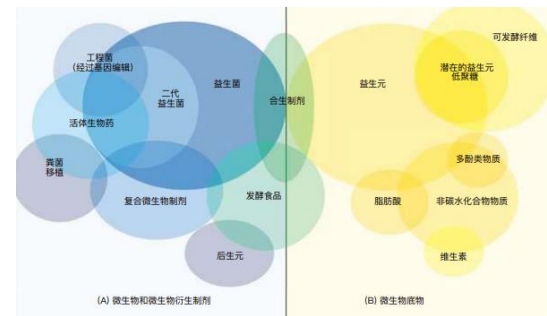 工程菌
(经过基因编辑)
二代
益生菌
益生菌
合生制剂
益生元
可发酵纤维
潜在的益生元
低聚糖
活体生物药
粪菌
移植
复合微生物制剂
发酵食品
后生元
多酚类物质
脂肪酸
非碳水化合物物质
维生素
(A) 微生物和微生物衍生制剂
(B) 微生物底物